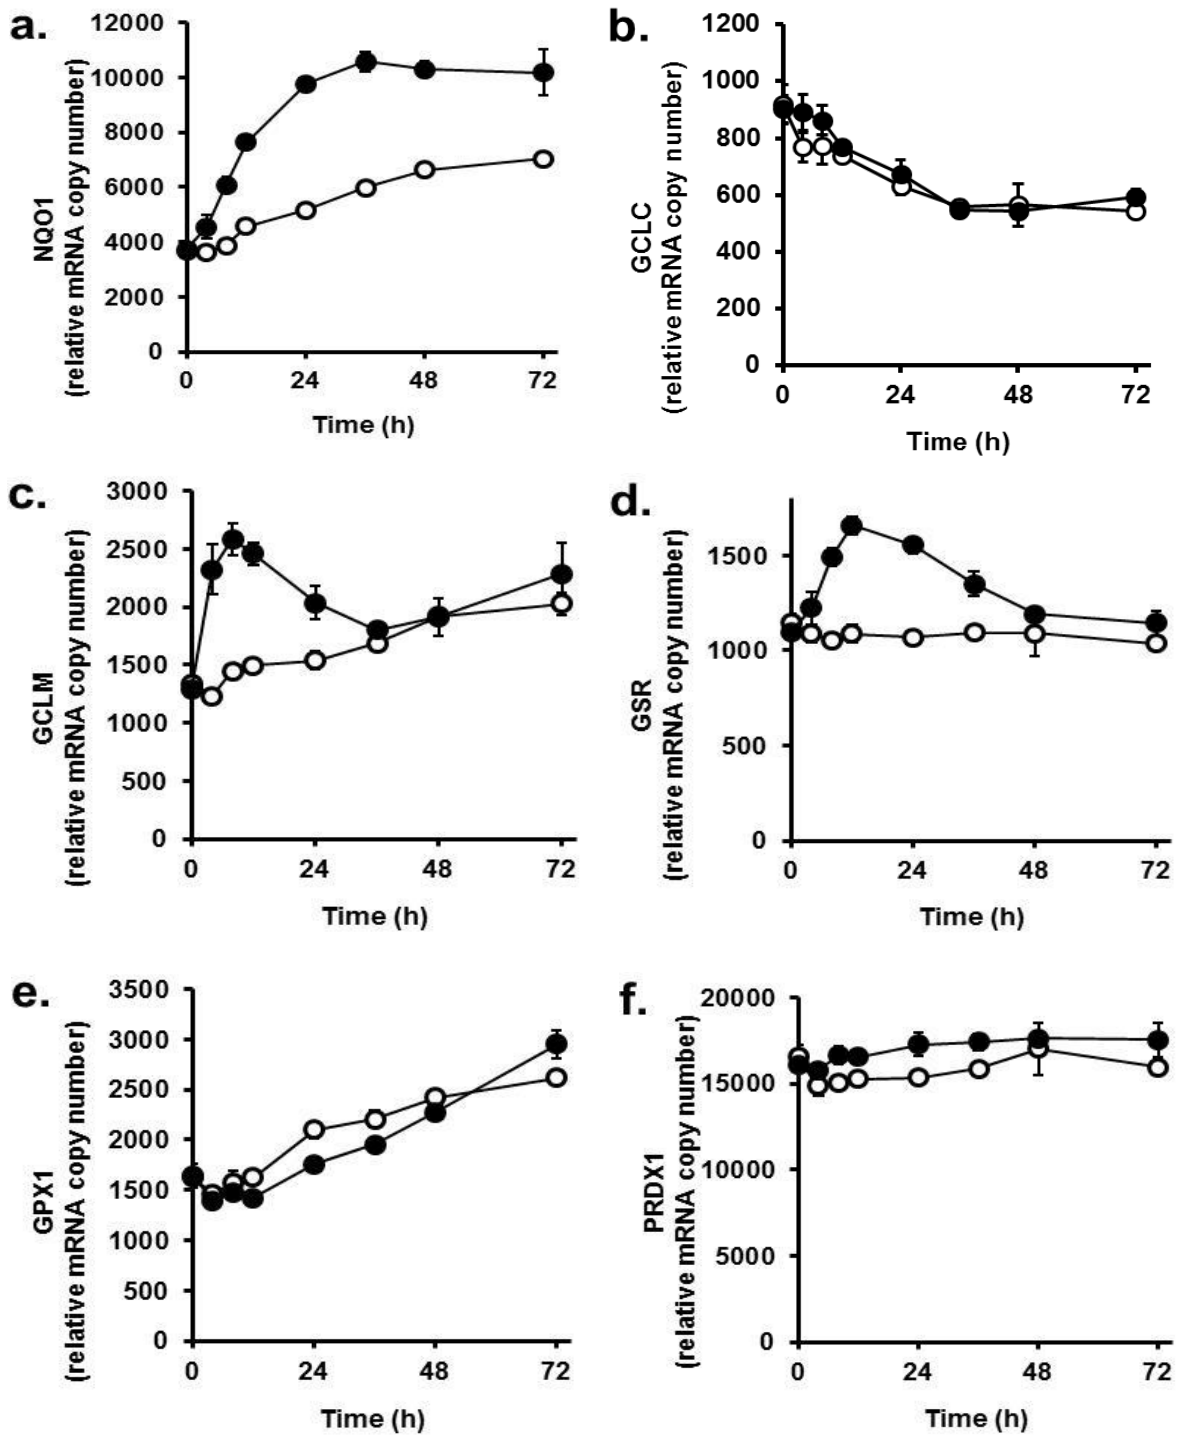 a.
12000
10000
8000
6000
4000
2000
0
NQO1
(relative mRNA copy number)
0 24 48 72
Time (h)
b.
1200
1000
800
600
400
200
0
GCLC
(relative mRNA copy number)
0 24 48 72
Time (h)
c.
3000
2500
2000
1500
1000
500
0
GCLM
(relative mRNA copy number)
0 24 48 72
Time (h)
d.
1500
1000
500
0
GSR
(relative mRNA copy number)
0 24 48 72
Time (h)
e.
3500
3000
2500
2000
1500
1000
500
0
GPX1
(relative mRNA copy number)
0 24 48 72
Time (h)
f.
20000
15000
10000
5000
0
PRDX1
(relative mRNA copy number)
0 24 48 72
Time (h)